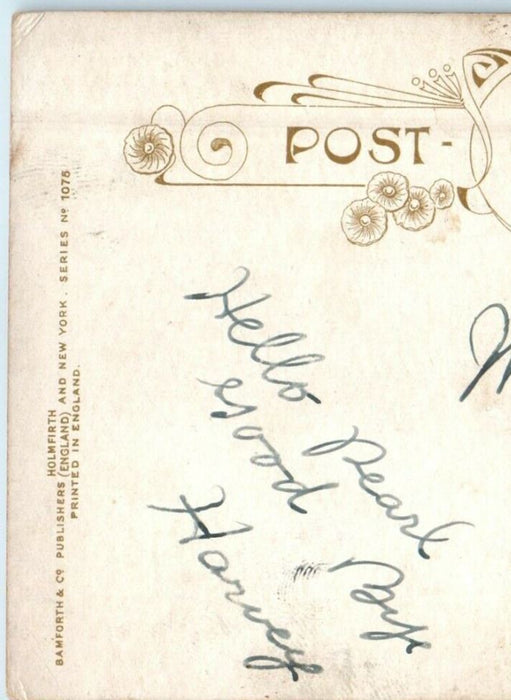 POST-
Hello Pearl
Good By
Harvey
HOLMFIRTH
BAMFORTH & Cº PUBLISHERS (ENGLAND) AND NEW YORK. SERIES Nº 1075
PRINTED IN ENGLAND.